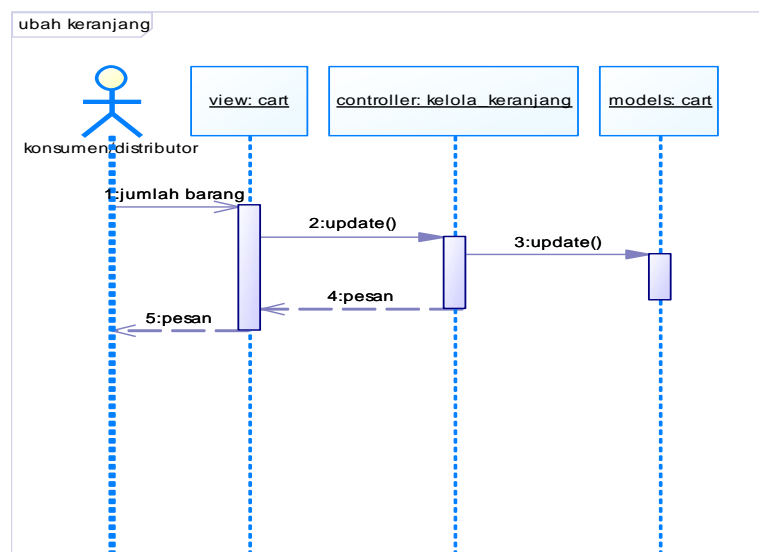 ubah keranjang
view: cart
controller: kelola_keranjang
models: cart
konsumen/distributor
1:jumlah barang
2:update()
3:update()
4:pesan
5:pesan